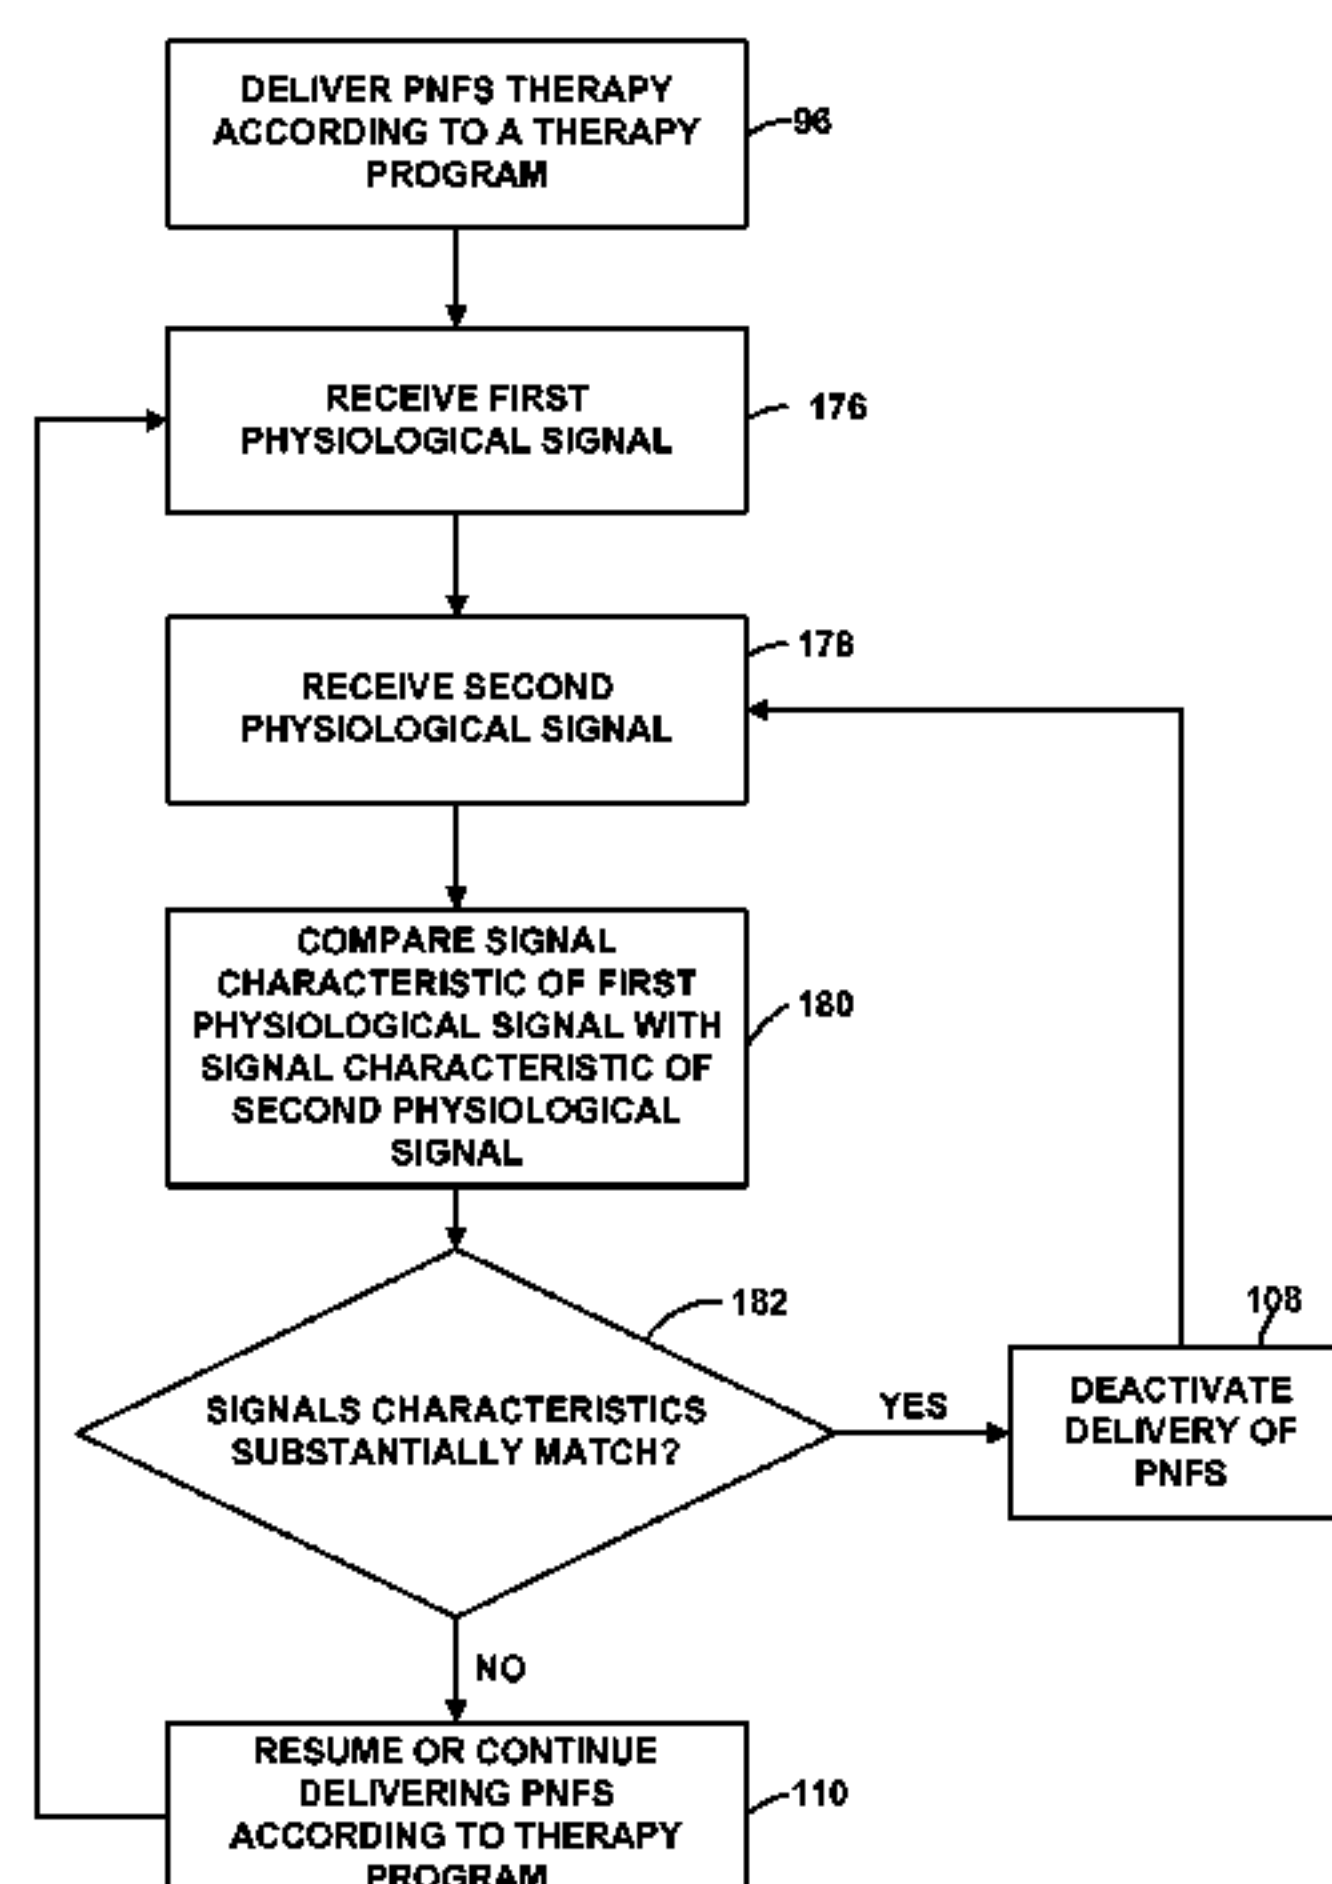 DELIVER PNFS THERAPY
ACCORDING TO A THERAPY
PROGRAM
96
RECEIVE FIRST
PHYSIOLOGICAL SIGNAL
176
RECEIVE SECOND
PHYSIOLOGICAL SIGNAL
178
COMPARE SIGNAL
CHARACTERISTIC OF FIRST
PHYSIOLOGICAL SIGNAL WITH
SIGNAL CHARACTERISTIC OF
SECOND PHYSIOLOGICAL
SIGNAL
180
182
SIGNALS CHARACTERISTICS
SUBSTANTIALLY MATCH?
YES
108
DEACTIVATE
DELIVERY OF
PNFS
NO
RESUME OR CONTINUE
DELIVERING PNFS
ACCORDING TO THERAPY
PROGRAM
110